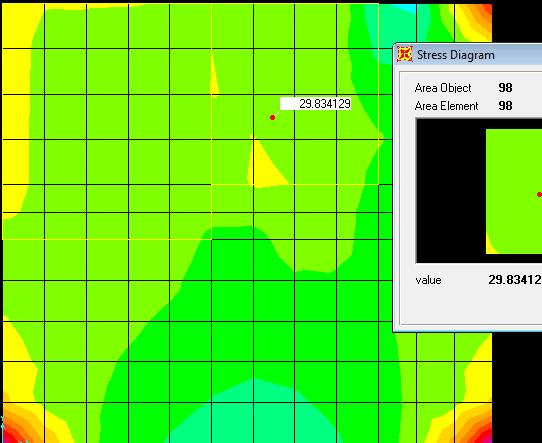 29.834129
Stress Diagram
Area Object 98
Area Element 98
value 29.83412